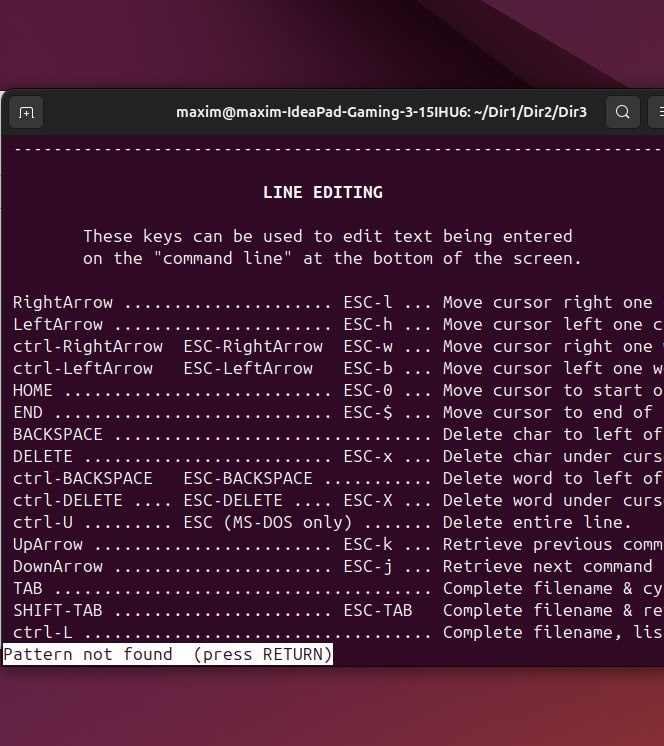 maxim@maxim-IdeaPad-Gaming-3-15IHU6: ~/Dir1/Dir2/Dir3
------------------------------------------------------------------
LINE EDITING
These keys can be used to edit text being entered
on the "command line" at the bottom of the screen.
RightArrow ..................... ESC-l ... Move cursor right one
LeftArrow ...................... ESC-h ... Move cursor left one c
ctrl-RightArrow  ESC-RightArrow  ESC-w ... Move cursor right one w
ctrl-LeftArrow   ESC-LeftArrow   ESC-b ... Move cursor left one w
HOME ........................... ESC-0 ... Move cursor to start o
END ............................ ESC-$ ... Move cursor to end of
BACKSPACE ................................ Delete char to left of
DELETE ......................... ESC-x ... Delete char under curs
ctrl-BACKSPACE   ESC-BACKSPACE ........... Delete word to left of
ctrl-DELETE .... ESC-DELETE .... ESC-X ... Delete word under curs
ctrl-U ......... ESC (MS-DOS only) ....... Delete entire line.
UpArrow ........................ ESC-k ... Retrieve previous comm
DownArrow ...................... ESC-j ... Retrieve next command
TAB ...................................... Complete filename & cy
SHIFT-TAB ...................... ESC-TAB   Complete filename & re
ctrl-L ................................... Complete filename, lis
Pattern not found  (press RETURN)